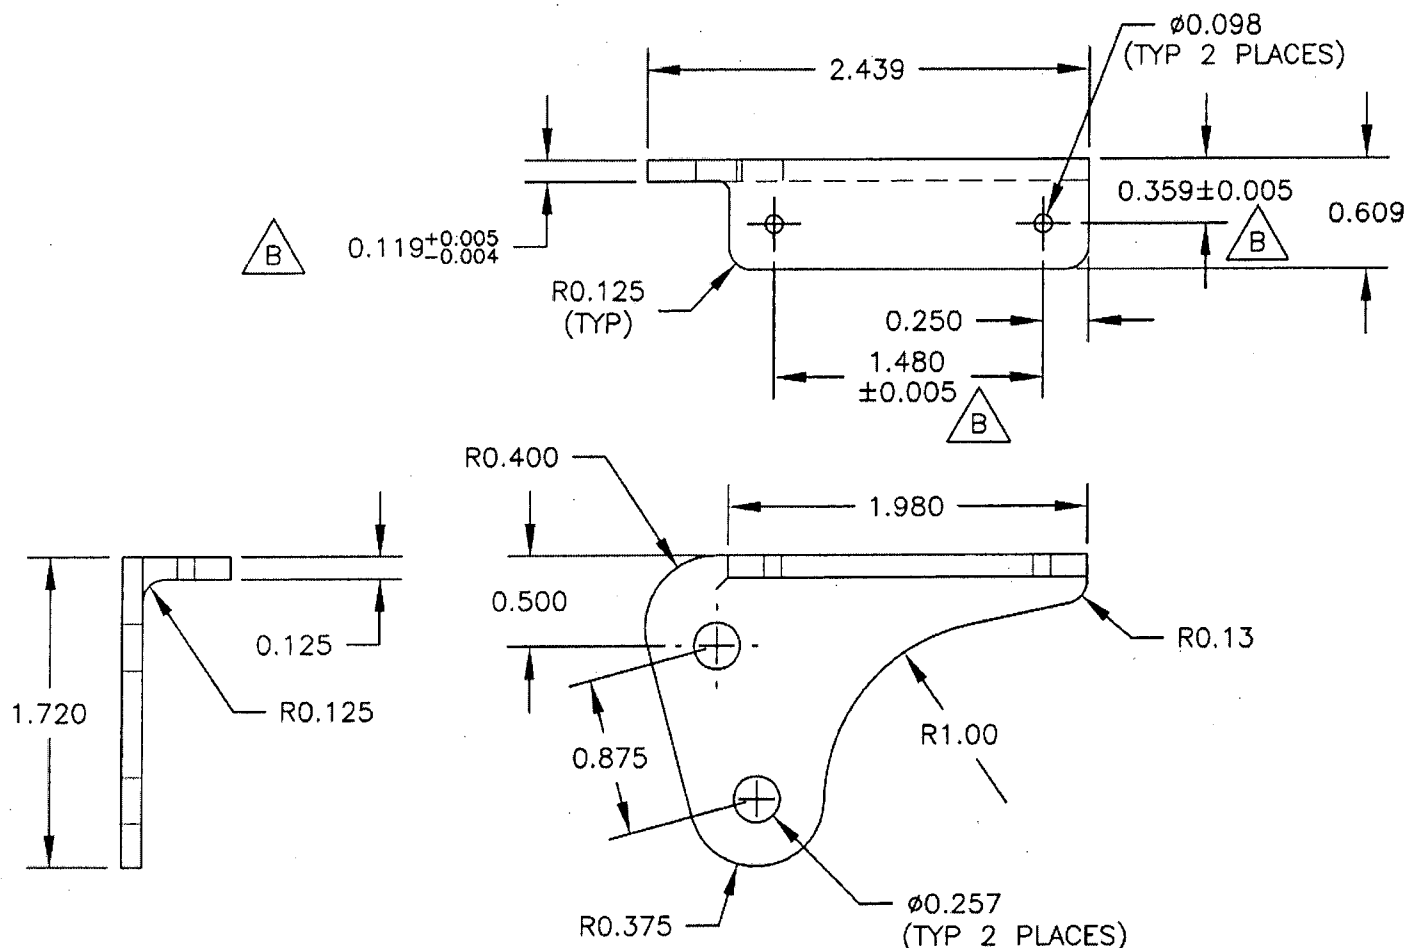 ø0.098
(TYP 2 PLACES)
2.439
0.359±0.005
0.609
B
0.119+0.005
-0.004
B
R0.125
(TYP)
0.250
1.480
±0.005
B
R0.400
1.980
0.500
0.125
R0.13
R0.125
1.720
0.875
R1.00
ø0.257
(TYP 2 PLACES)
R0.375